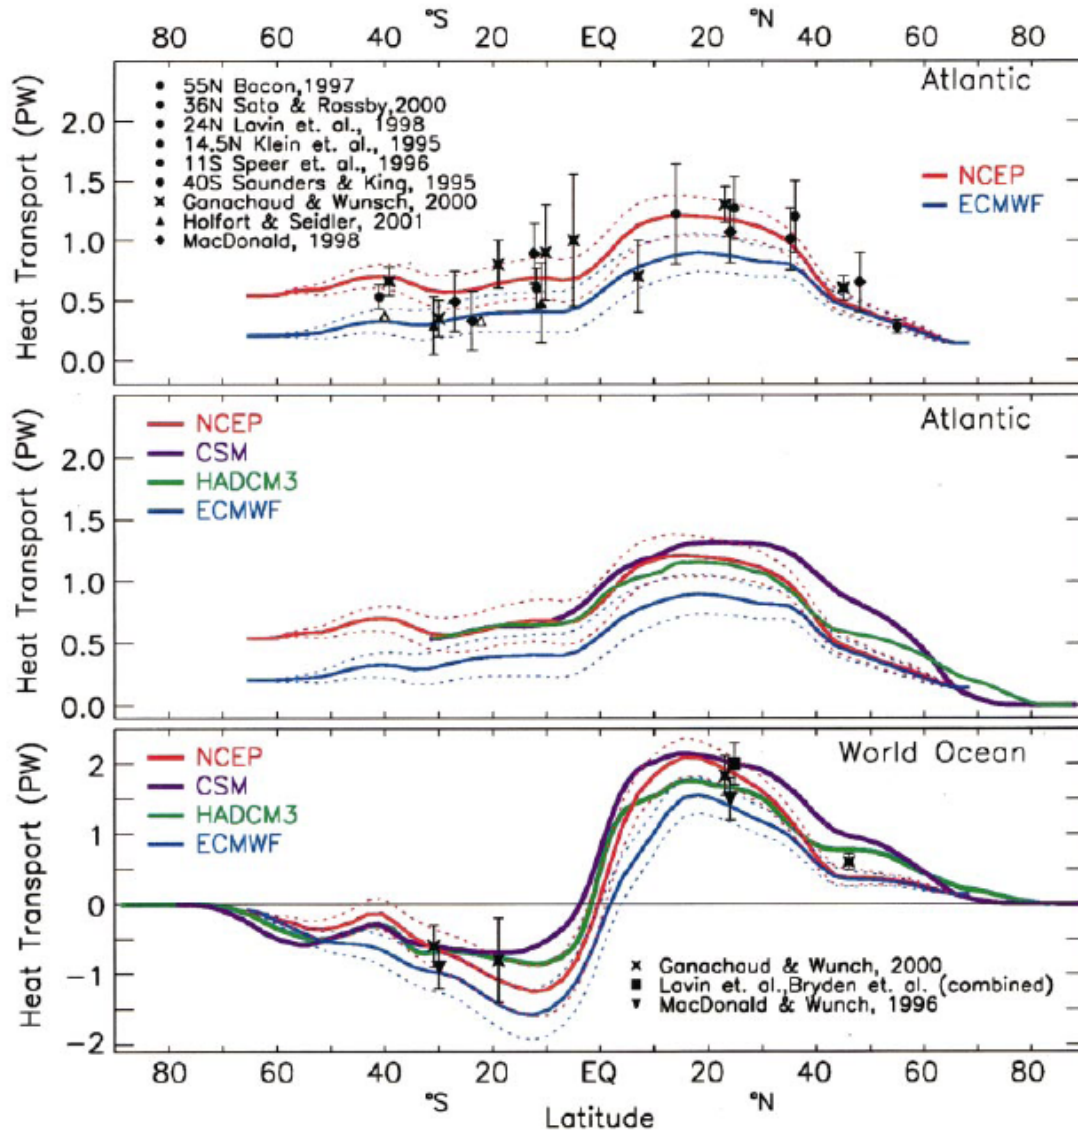 °S °N
80 60 40 20 EQ 20 40 60 80
Atlantic
Heat Transport (PW)
2.0
1.5
1.0
0.5
0.0
55N Bacon,1997
36N Sato & Rossby,2000
24N Lavin et. al., 1998
14.5N Klein et. al., 1995
11S Speer et. al., 1996
40S Saunders & King, 1995
Ganachaud & Wunsch, 2000
Holfort & Seidler, 2001
MacDonald, 1998
NCEP
ECMWF
Atlantic
Heat Transport (PW)
2.0
1.5
1.0
0.5
0.0
NCEP
CSM
HADCM3
ECMWF
World Ocean
Heat Transport (PW)
2
1
0
-1
-2
NCEP
CSM
HADCM3
ECMWF
Ganachaud & Wunch, 2000
Lavin et. al.,Bryden et. al. (combined)
MacDonald & Wunch, 1996
80 60 40 20 EQ 20 40 60 80
°S °N
Latitude